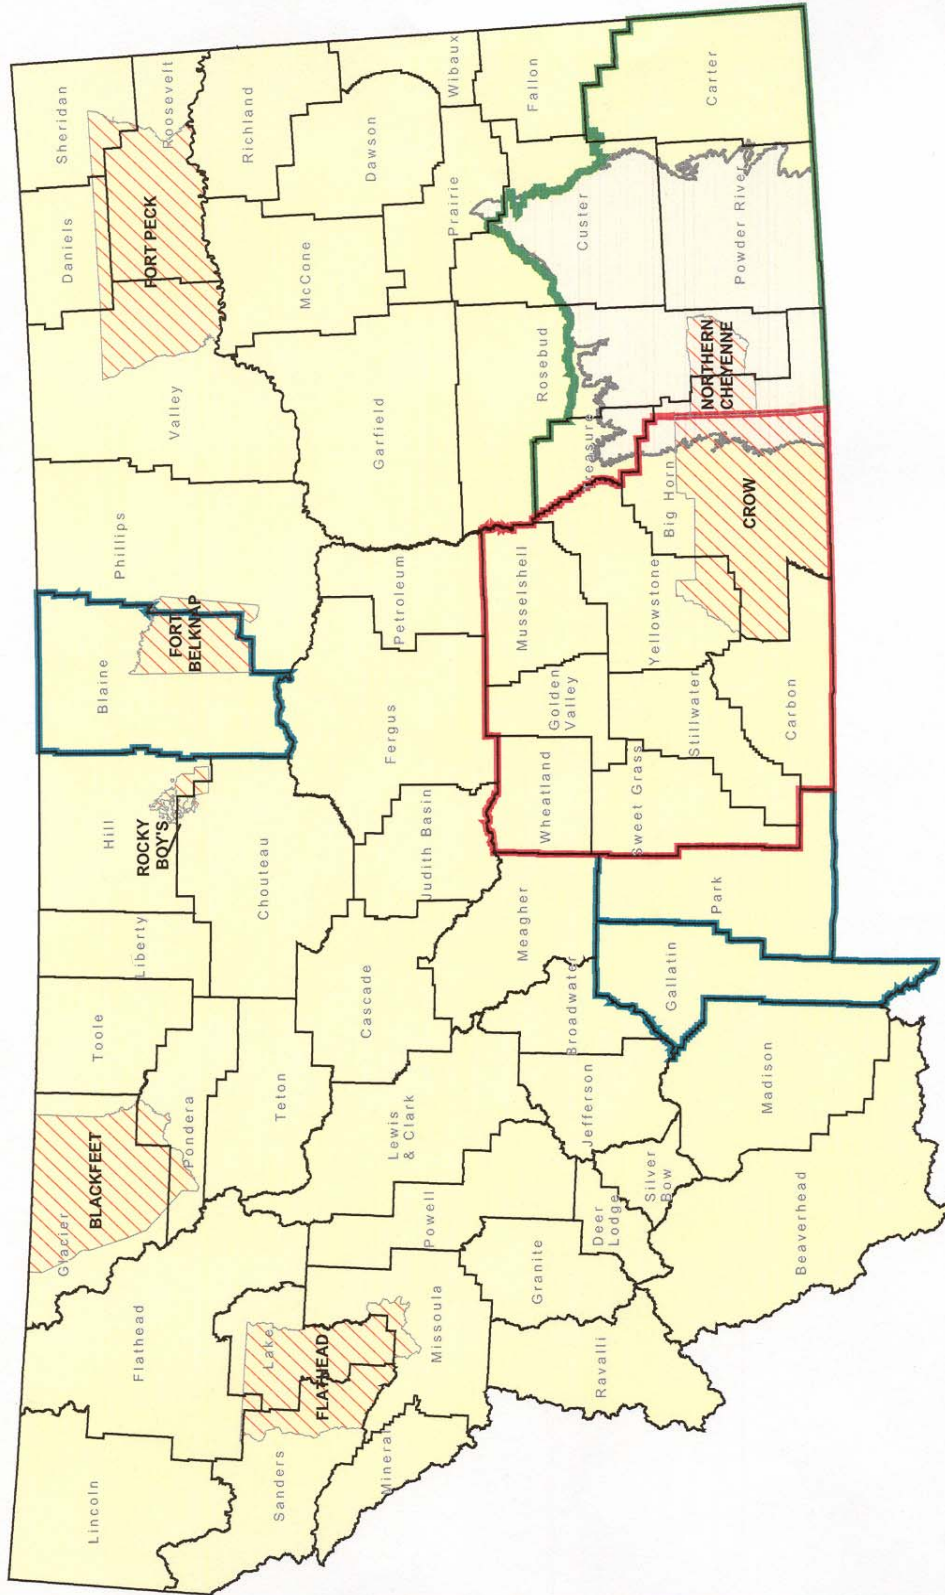 Lincoln
Flathead
Glacier
BLACKFEET
Toole
Liberty
Hill
ROCKY
BOY'S
Blaine
FORT
BELKNAP
Phillips
Valley
Daniels
Sheridan
FORT PECK
Roosevelt
Sanders
Lake
FLATHEAD
Pondera
Teton
Chouteau
Richland
McCone
Dawson
Garfield
Mineral
Missoula
Powell
Lewis
& Clark
Cascade
Judith Basin
Fergus
Petroleum
Prairie
Wibaux
Granite
Ravalli
Deer
Lodge
Silver
Bow
Jefferson
Broadwater
Meagher
Wheatland
Golden
Valley
Musselshell
Treasure
Rosebud
Custer
Fallon
Beaverhead
Madison
Gallatin
Park
Sweet Grass
Stillwater
Yellowstone
Carbon
Big Horn
CROW
NORTHERN
CHEYENNE
Powder River
Carter